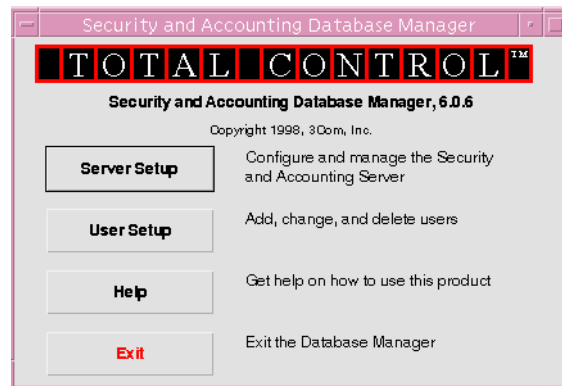 Security and Accounting Database Manager
TOTAL CONTROL™
Security and Accounting Database Manager, 6.0.6
Copyright 1998, 3Com, Inc.
Server Setup
Configure and manage the Security
and Accounting Server
User Setup
Add, change, and delete users
Help
Get help on how to use this product
Exit
Exit the Database Manager